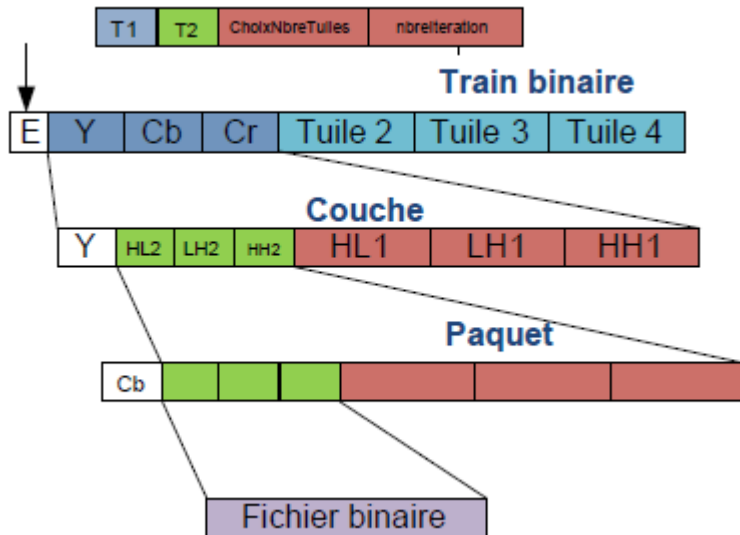 T1 T2 ChoixNbreTuiles nbreIteration
Train binaire
E Y Cb Cr Tuile 2 Tuile 3 Tuile 4
Couche
Y HL2 LH2 HH2 HL1 LH1 HH1
Paquet
Cb
Fichier binaire